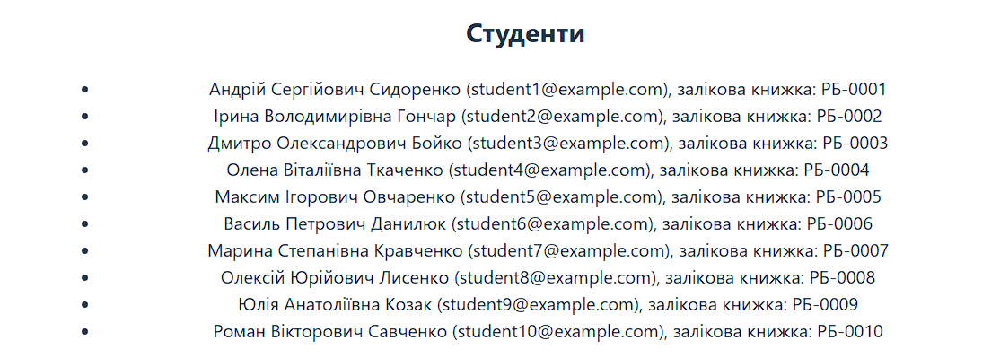 Студенти
• Андрій Сергійович Сидоренко (student1@example.com), залікова книжка: РБ-0001
• Ірина Володимирівна Гончар (student2@example.com), залікова книжка: РБ-0002
• Дмитро Олександрович Бойко (student3@example.com), залікова книжка: РБ-0003
• Олена Віталіївна Ткаченко (student4@example.com), залікова книжка: РБ-0004
• Максим Ігорович Овчаренко (student5@example.com), залікова книжка: РБ-0005
• Василь Петрович Данилюк (student6@example.com), залікова книжка: РБ-0006
• Марина Степанівна Кравченко (student7@example.com), залікова книжка: РБ-0007
• Олексій Юрійович Лисенко (student8@example.com), залікова книжка: РБ-0008
• Юлія Анатоліївна Козак (student9@example.com), залікова книжка: РБ-0009
• Роман Вікторович Савченко (student10@example.com), залікова книжка: РБ-0010